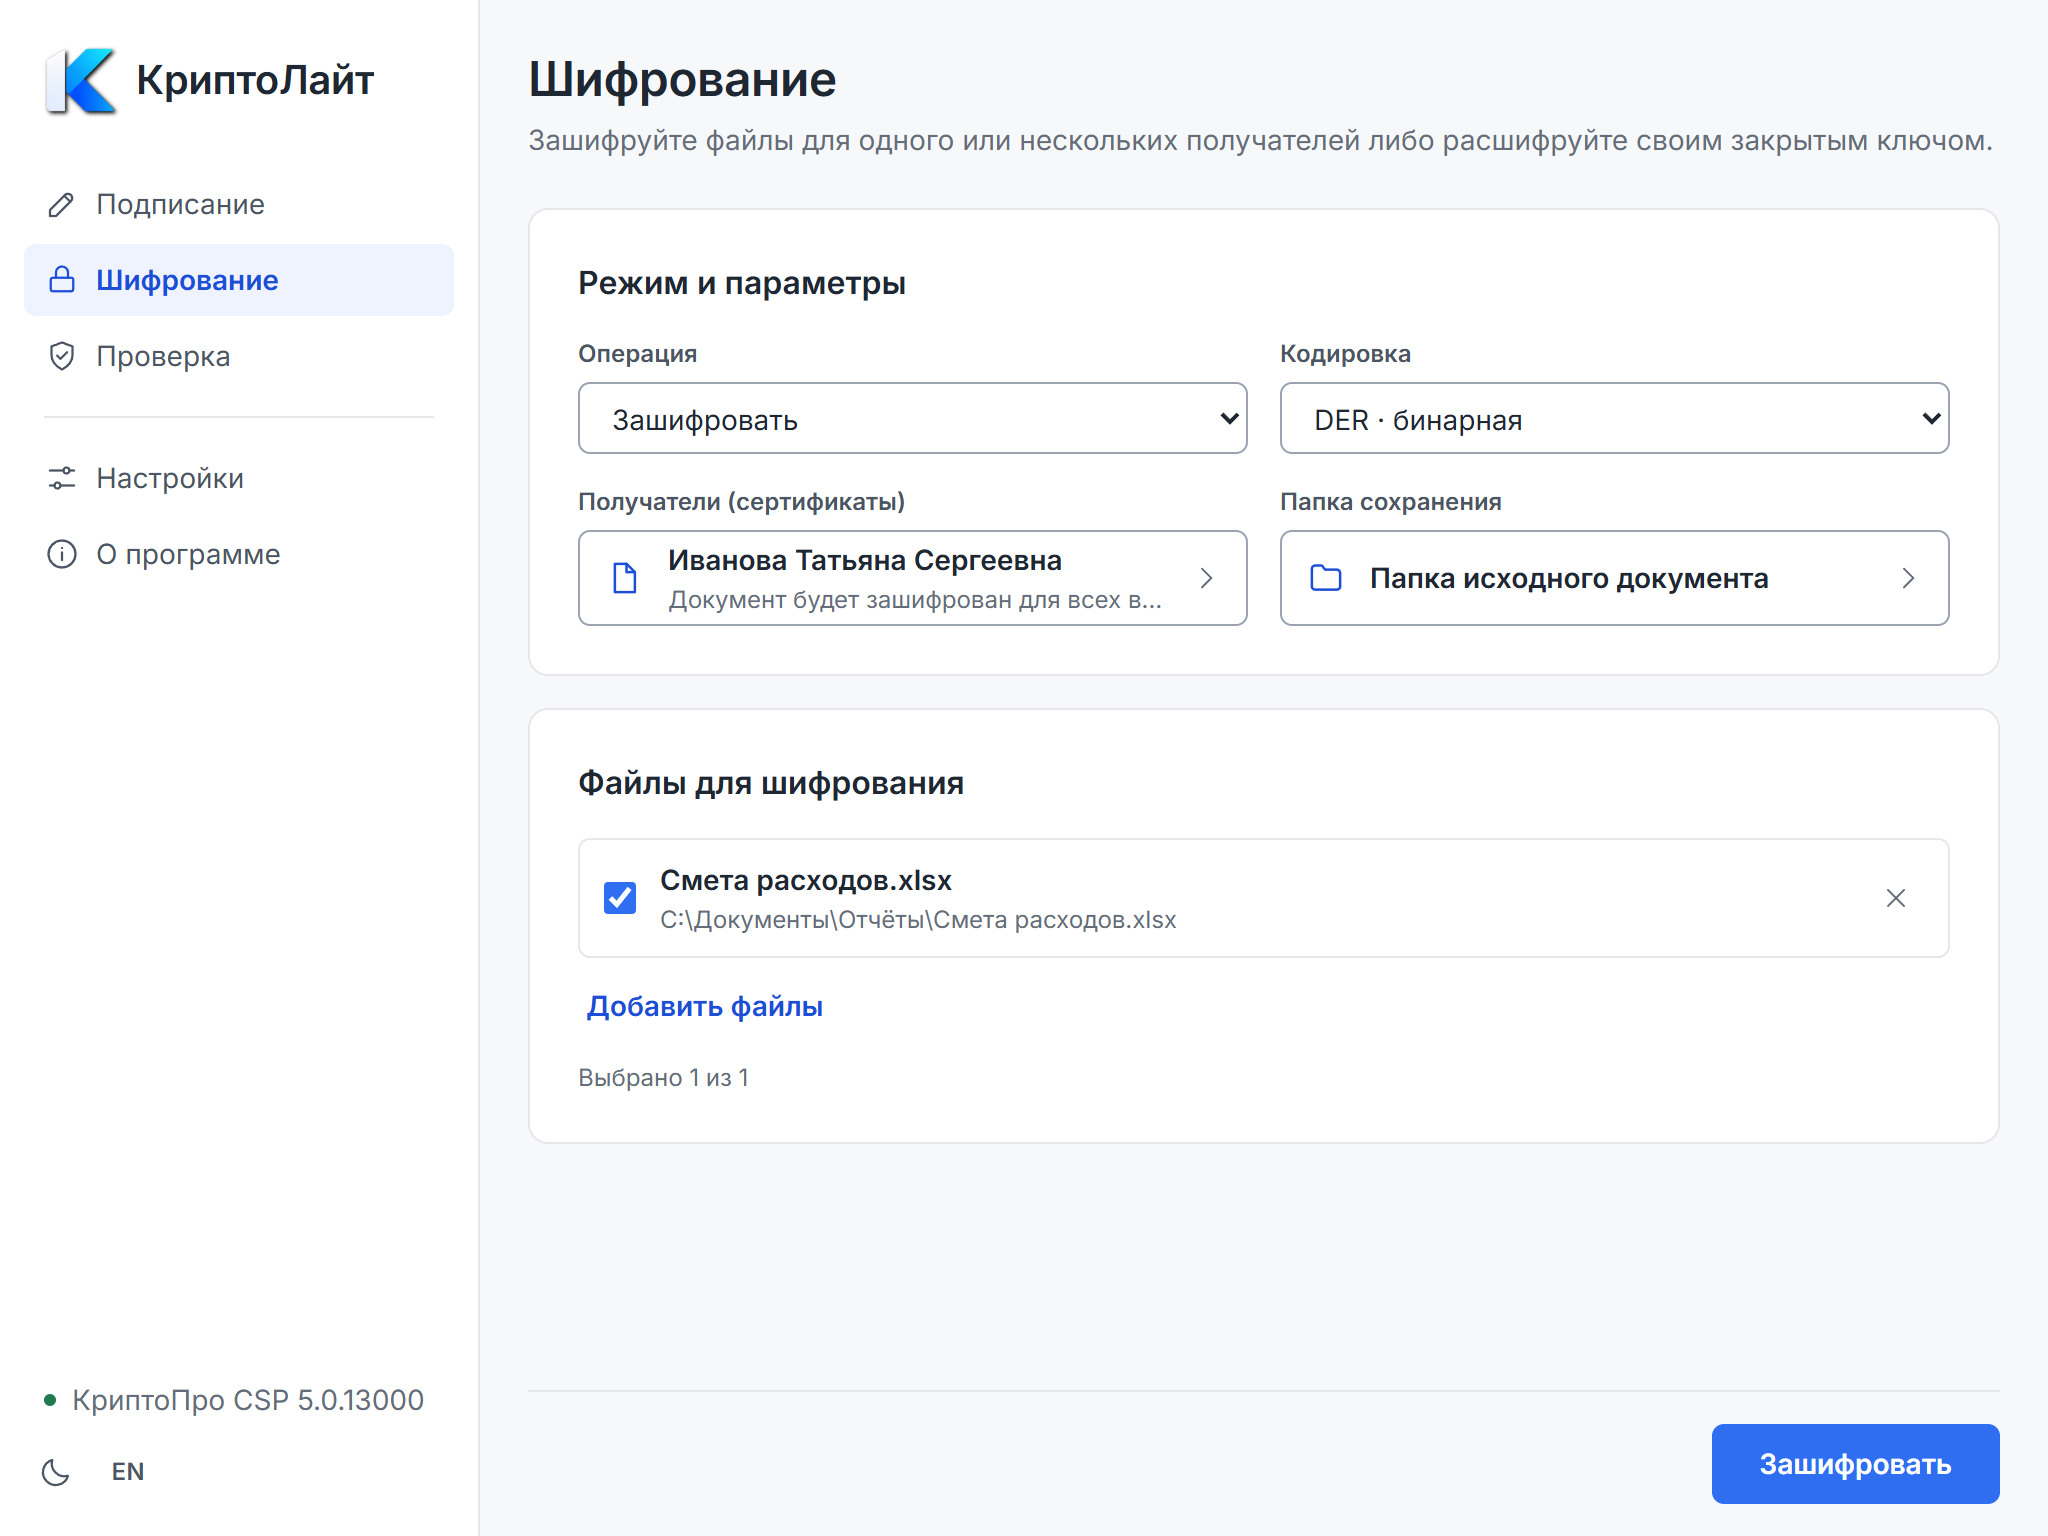 КриптоЛайт
Подписание
Шифрование
Проверка
Настройки
О программе
КриптоПро CSP 5.0.13000
EN
Шифрование
Зашифруйте файлы для одного или нескольких получателей либо расшифруйте своим закрытым ключом.
Режим и параметры
Операция
Зашифровать
Кодировка
DER · бинарная
Получатели (сертификаты)
Иванова Татьяна Сергеевна
Документ будет зашифрован для всех в...
Папка сохранения
Папка исходного документа
Файлы для шифрования
Смета расходов.xlsx
C:\Документы\Отчёты\Смета расходов.xlsx
Добавить файлы
Выбрано 1 из 1
Зашифровать